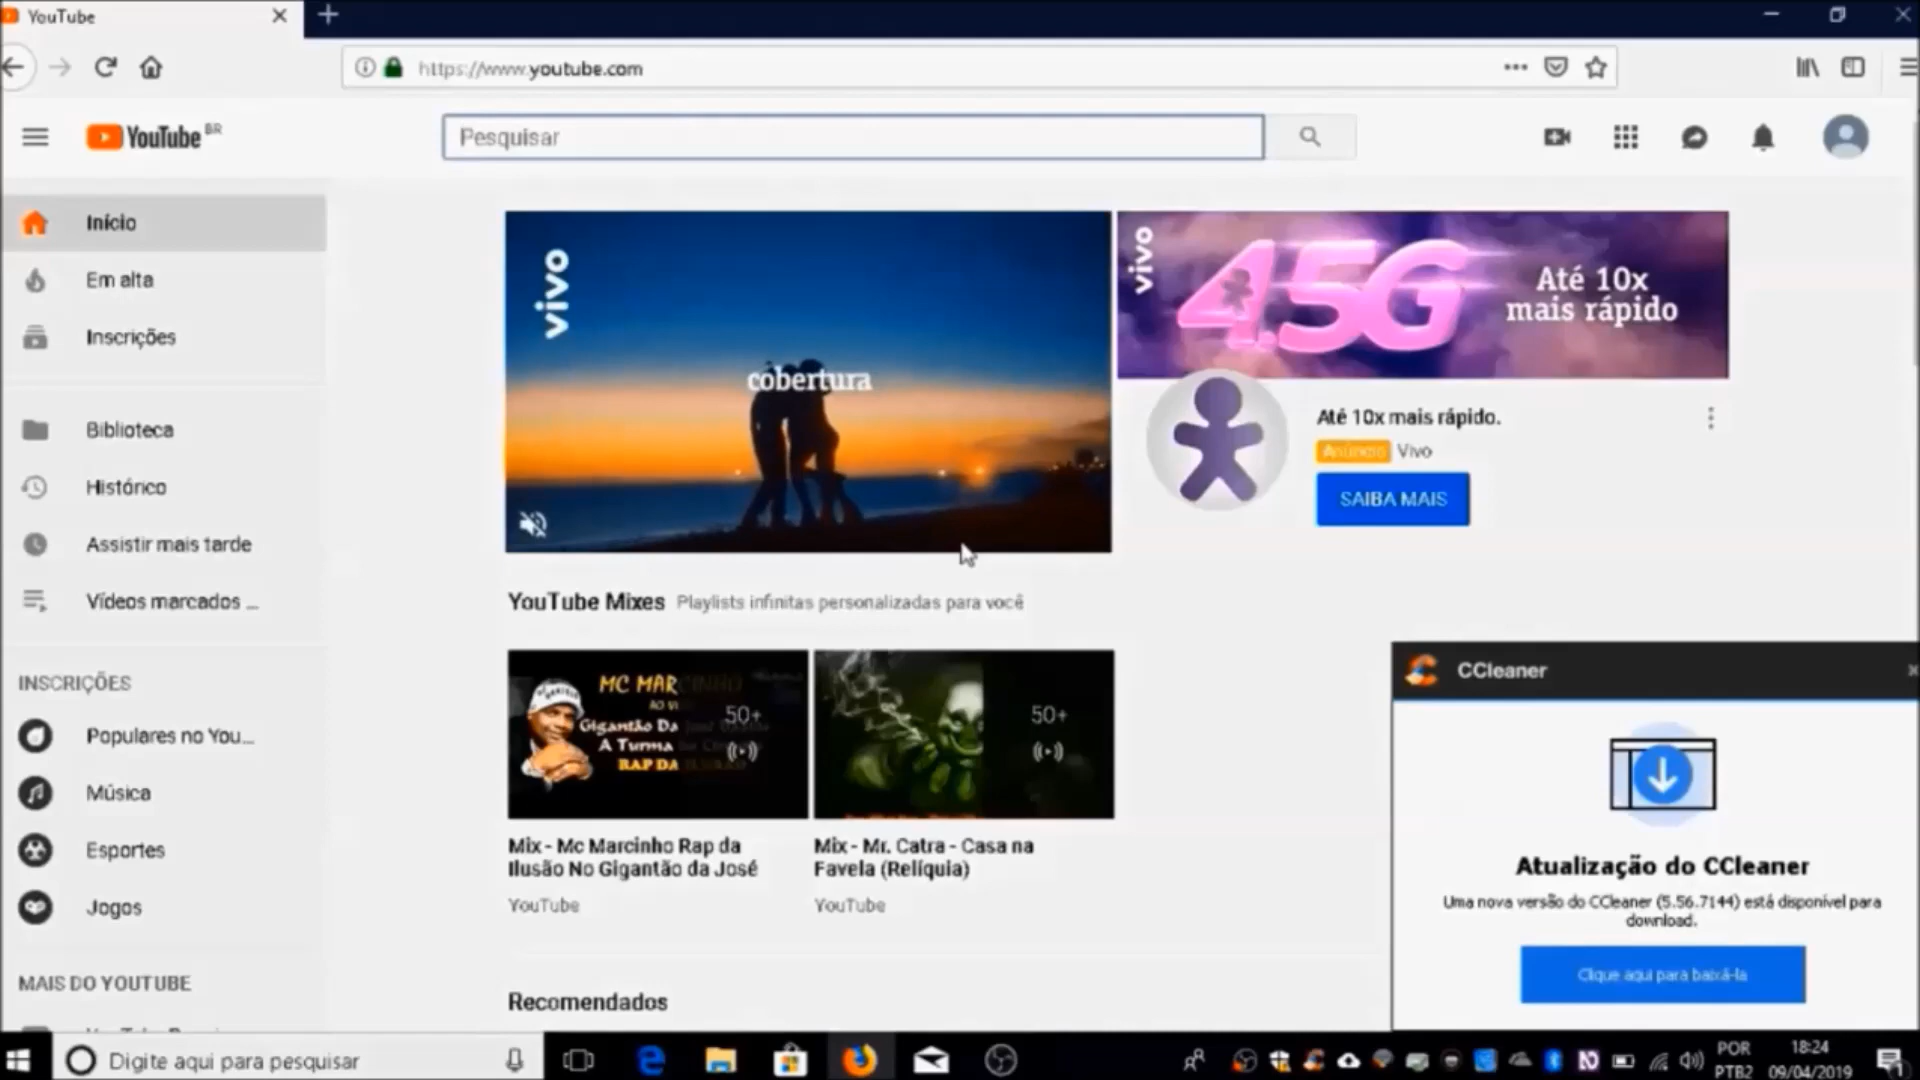 YouTube
https://www.youtube.com
YouTube BR
Pesquisar
Início
Em alta
Inscrições
Biblioteca
Histórico
Assistir mais tarde
Vídeos marcados ...
INSCRIÇÕES
Populares no You...
Música
Esportes
Jogos
MAIS DO YOUTUBE
vivo
cobertura
vivo
4.5G
Até 10x
mais rápido
Até 10x mais rápido.
Anúncio Vivo
SAIBA MAIS
YouTube Mixes Playlists infinitas personalizadas para você
MC MAR
Gigantão Da
A Turma
RAP DA
50+
50+
Mix - Mc Marcinho Rap da
Ilusão No Gigantão da José
YouTube
Mix - Mr. Catra - Casa na
Favela (Relíquia)
YouTube
Recomendados
CCleaner
Atualização do CCleaner
Uma nova versão do CCleaner (5.56.7144) está disponível para
download.
Clique aqui para baixá-la
Digite aqui para pesquisar
POR
PTB2
18:24
09/04/2019